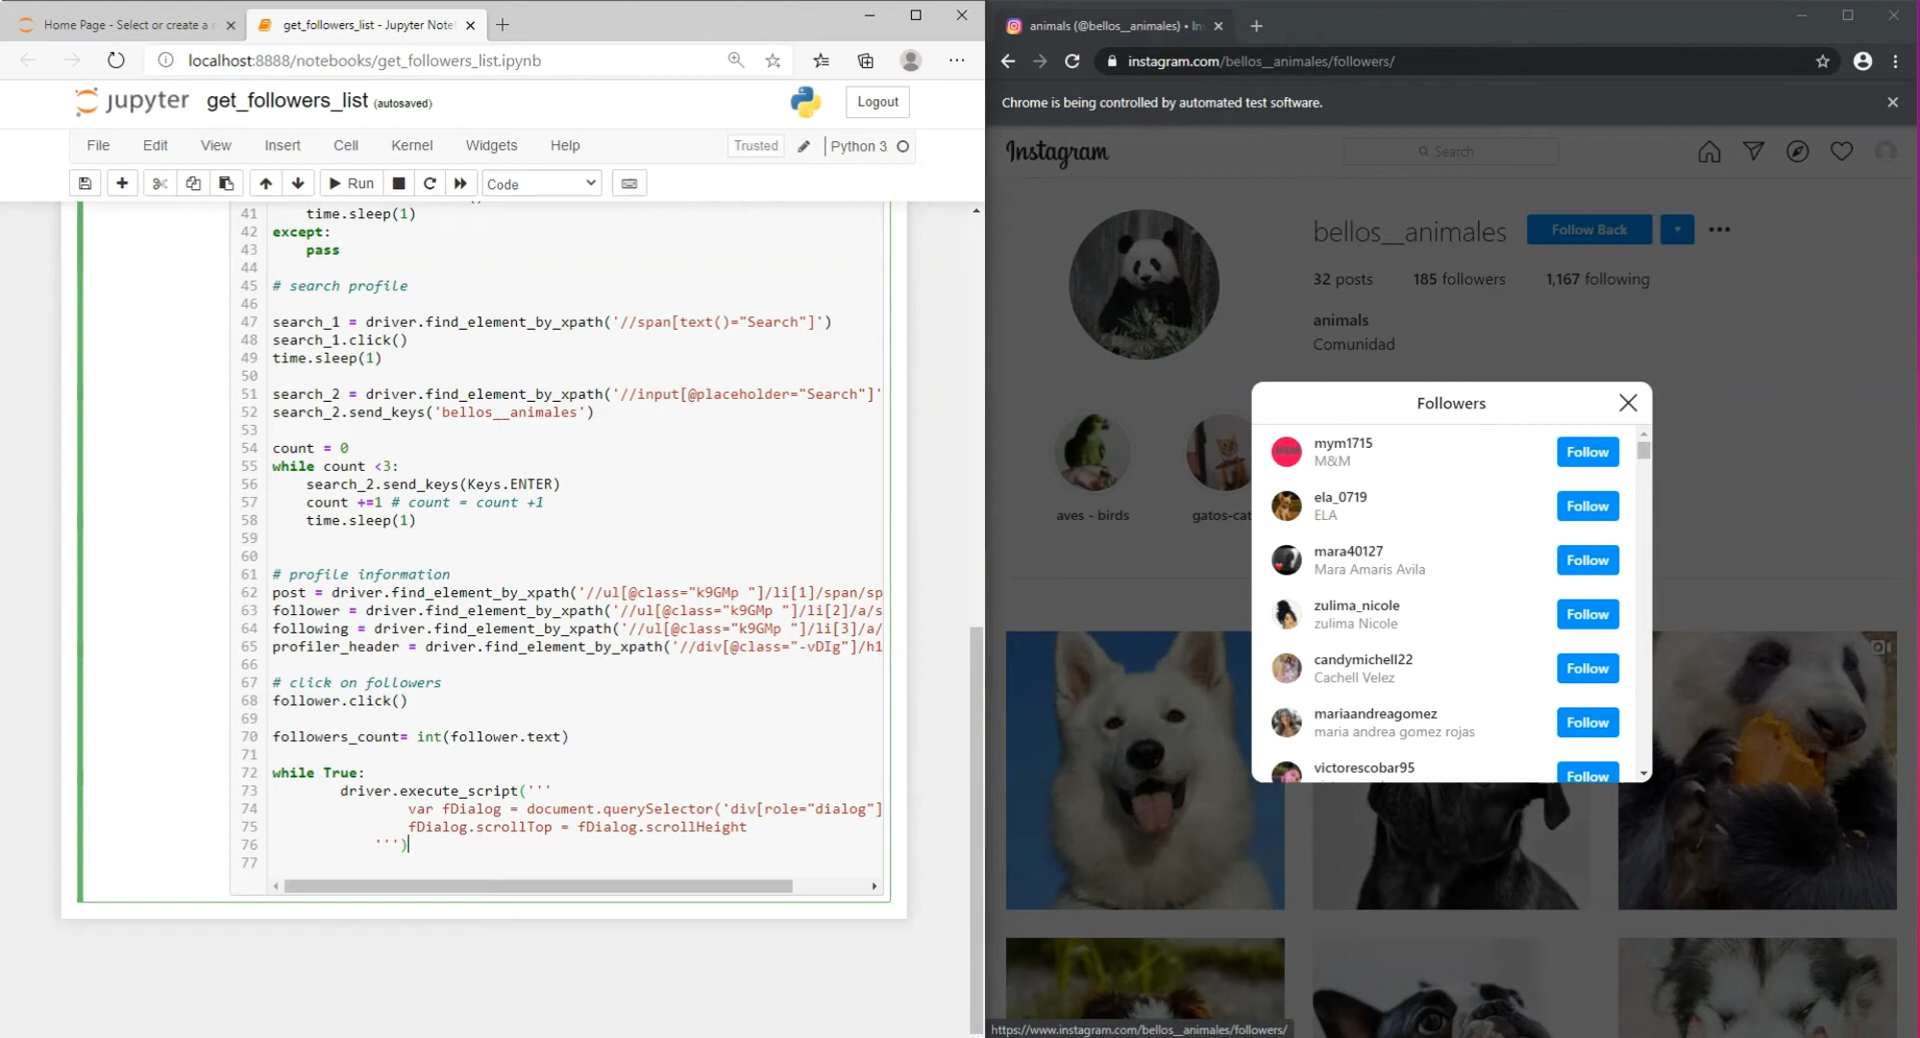 Home Page - Select or create a n
get_followers_list - Jupyter Note
localhost:8888/notebooks/get_followers_list.ipynb
jupyter get_followers_list (autosaved)
Logout
File Edit View Insert Cell Kernel Widgets Help
Trusted Python 3
Run Code
41 time.sleep(1)
42 except:
43 pass
44
45 # search profile
46
47 search_1 = driver.find_element_by_xpath('//span[text()="Search"]')
48 search_1.click()
49 time.sleep(1)
50
51 search_2 = driver.find_element_by_xpath('//input[@placeholder="Search"]'
52 search_2.send_keys('bellos__animales')
53
54 count = 0
55 while count <3:
56 search_2.send_keys(Keys.ENTER)
57 count +=1 # count = count +1
58 time.sleep(1)
59
60
61 # profile information
62 post = driver.find_element_by_xpath('//ul[@class="k9GMp "]/li[1]/span/sp
63 follower = driver.find_element_by_xpath('//ul[@class="k9GMp "]/li[2]/a/s
64 following = driver.find_element_by_xpath('//ul[@class="k9GMp "]/li[3]/a/
65 profiler_header = driver.find_element_by_xpath('//div[@class="-vDIg"]/h1
66
67 # click on followers
68 follower.click()
69
70 followers_count= int(follower.text)
71
72 while True:
73 driver.execute_script('''
74 var fDialog = document.querySelector('div[role="dialog"]
75 fDialog.scrollTop = fDialog.scrollHeight
76 ''')
77
animals (@bellos__animales) • In
instagram.com/bellos__animales/followers/
Chrome is being controlled by automated test software.
Instagram
Search
bellos__animales
Follow Back
32 posts 185 followers 1,167 following
animals
Comunidad
aves - birds
gatos-cat
Followers
mym1715
M&M
Follow
ela_0719
ELA
Follow
mara40127
Mara Amaris Avila
Follow
zulima_nicole
zulima Nicole
Follow
candymichell22
Cachell Velez
Follow
mariaandreagomez
maria andrea gomez rojas
Follow
victorescobar95
Follow
https://www.instagram.com/bellos__animales/followers/